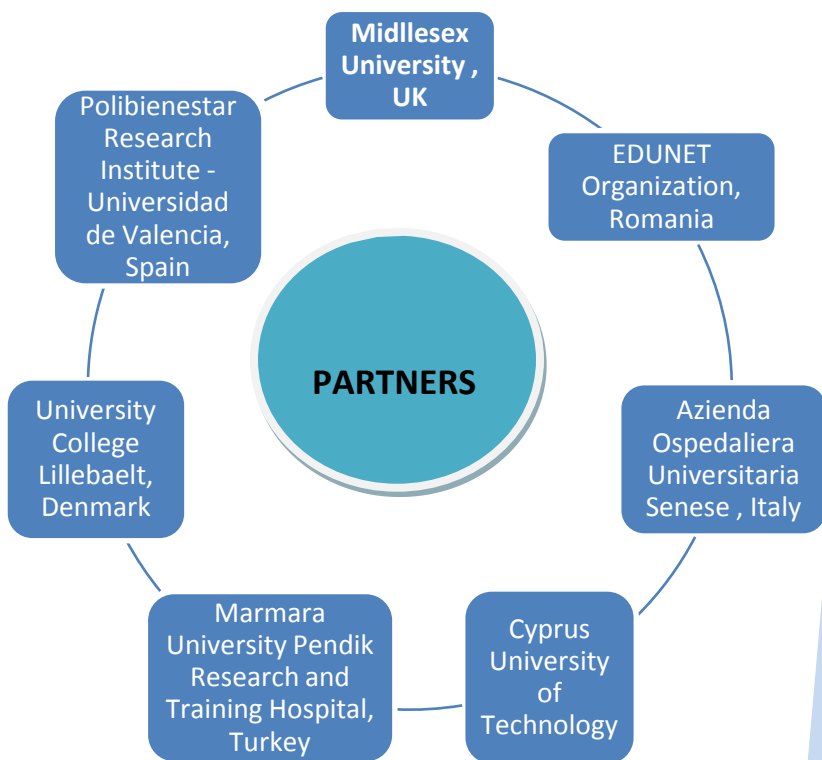 Midllesex
University ,
UK
EDUNET
Organization,
Romania
Azienda
Ospedaliera
Universitaria
Senese , Italy
Cyprus
University
of
Technology
Marmara
University Pendik
Research and
Training Hospital,
Turkey
University
College
Lillebaelt,
Denmark
Polibienestar
Research
Institute -
Universidad
de Valencia,
Spain
PARTNERS